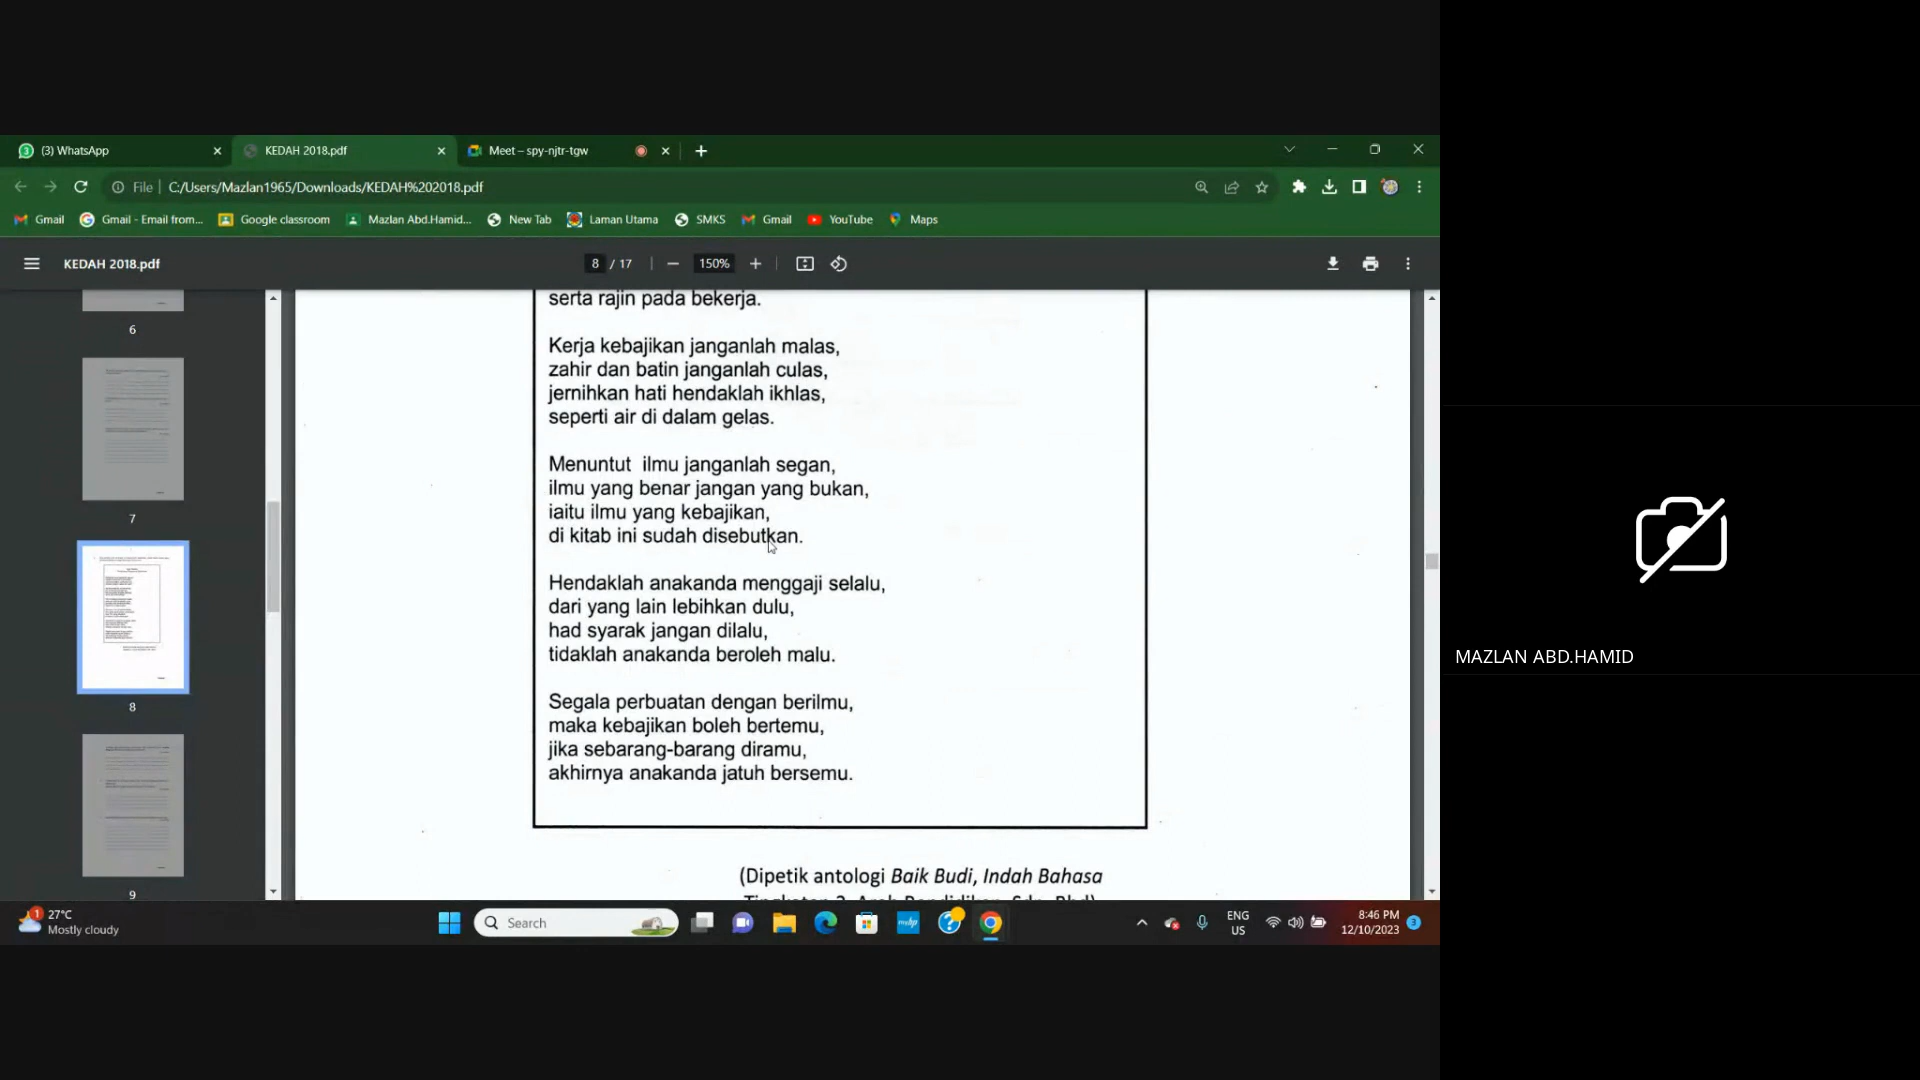 (3) WhatsApp
KEDAH 2018.pdf
Meet – spy-njtr-tgw
File
C:/Users/Mazlan1965/Downloads/KEDAH%202018.pdf
Gmail
Gmail - Email from...
Google classroom
Mazlan Abd.Hamid...
New Tab
Laman Utama
SMKS
Gmail
YouTube
Maps
KEDAH 2018.pdf
8 / 17
150%
6
7
8
9
serta rajin pada bekerja.
Kerja kebajikan janganlah malas,
zahir dan batin janganlah culas,
jernihkan hati hendaklah ikhlas,
seperti air di dalam gelas.
Menuntut ilmu janganlah segan,
ilmu yang benar jangan yang bukan,
iaitu ilmu yang kebajikan,
di kitab ini sudah disebutkan.
Hendaklah anakanda menggaji selalu,
dari yang lain lebihkan dulu,
had syarak jangan dilalu,
tidaklah anakanda beroleh malu.
Segala perbuatan dengan berilmu,
maka kebajikan boleh bertemu,
jika sebarang-barang diramu,
akhirnya anakanda jatuh bersemu.
(Dipetik antologi Baik Budi, Indah Bahasa
MAZLAN ABD.HAMID
1
27°C
Mostly cloudy
Search
ENG
US
8:46 PM
12/10/2023
3